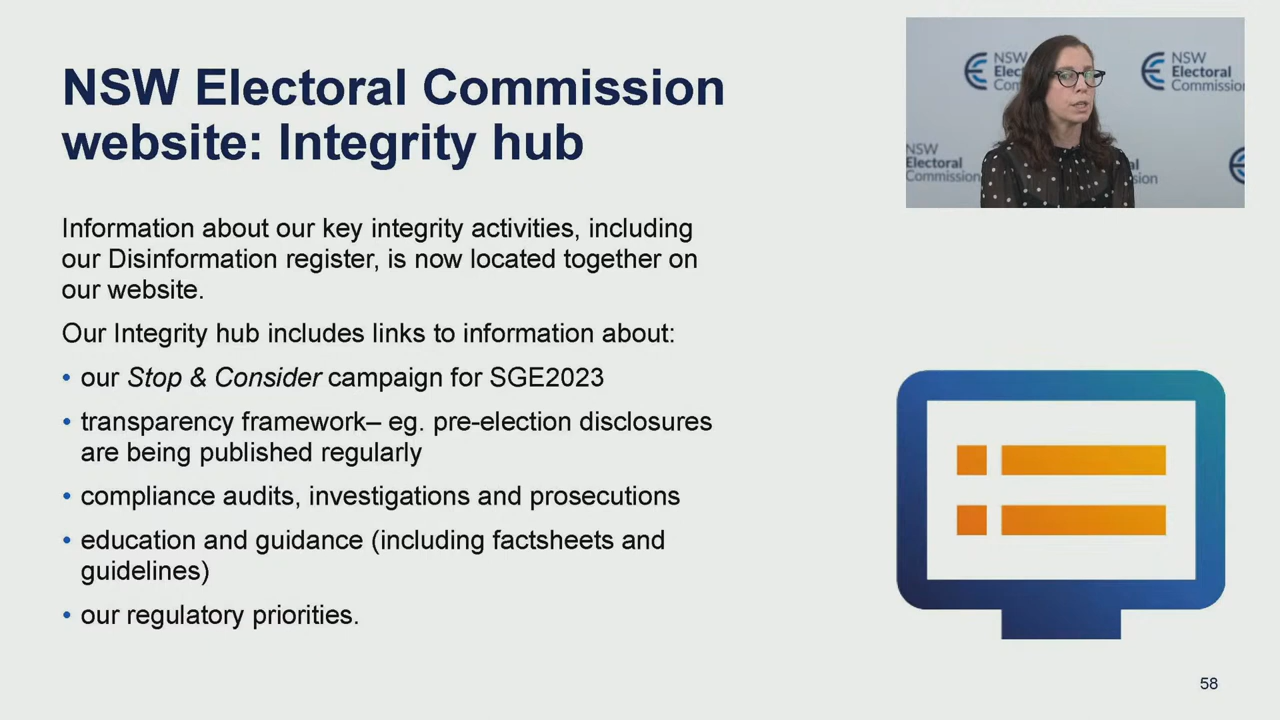 NSW Electoral Commission
website: Integrity hub
Information about our key integrity activities, including
our Disinformation register, is now located together on
our website.
Our Integrity hub includes links to information about:
• our Stop & Consider campaign for SGE2023
• transparency framework– eg. pre-election disclosures
are being published regularly
• compliance audits, investigations and prosecutions
• education and guidance (including factsheets and
guidelines)
• our regulatory priorities.
NSW
Electoral
Commission
NSW
Electoral
Commission
58